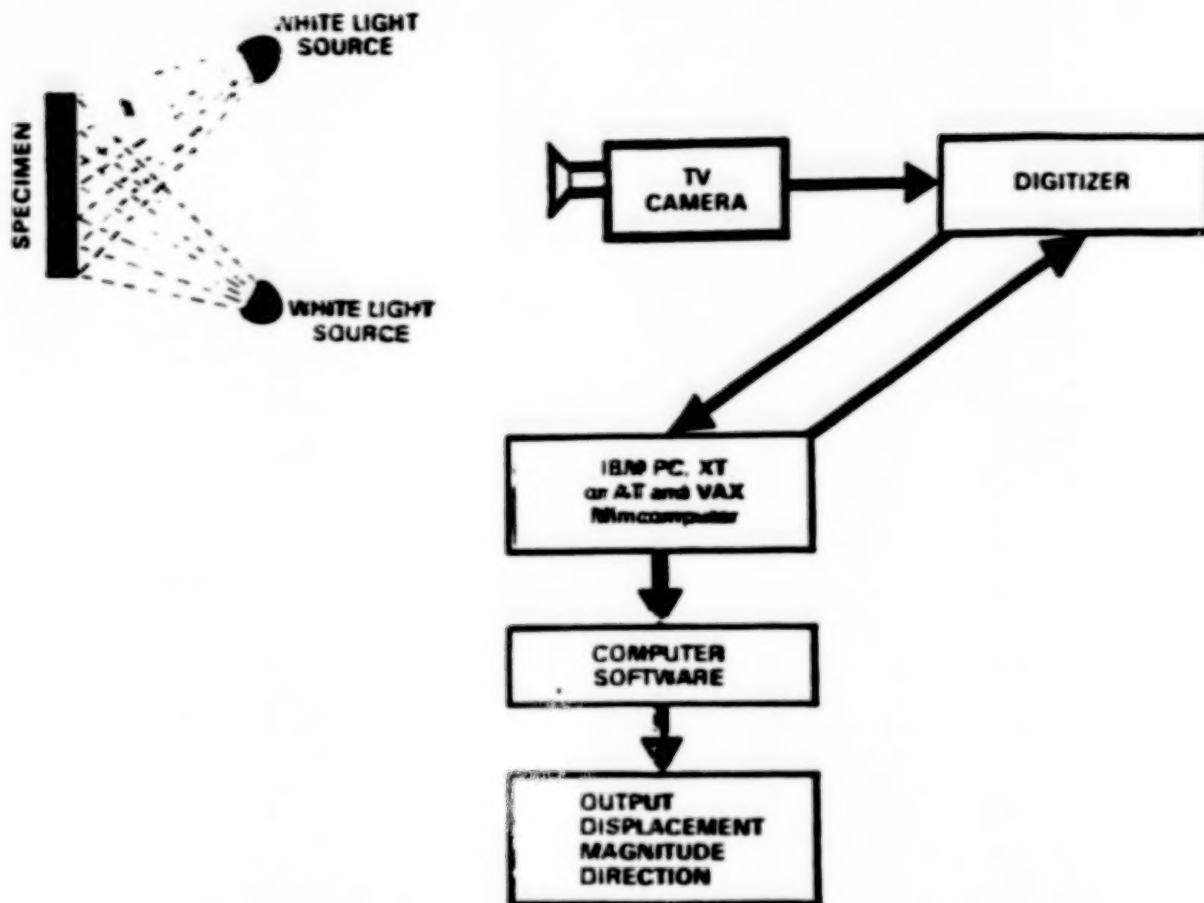 WHITE LIGHT
SOURCE
SPECIMEN
WHITE LIGHT
SOURCE
TV
CAMERA
DIGITIZER
IBM PC, XT
or AT and VAX
Minicomputer
COMPUTER
SOFTWARE
OUTPUT
DISPLACEMENT
MAGNITUDE
DIRECTION